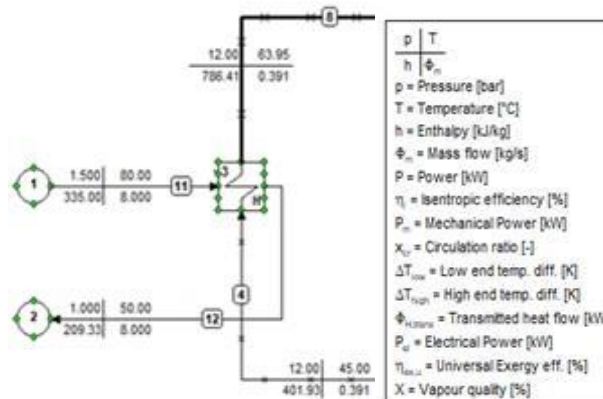 8
p T
h Φm
12.00 63.95
786.41 0.391
p = Pressure [bar]
T = Temperature [°C]
h = Enthalpy [kJ/kg]
Φm = Mass flow [kg/s]
P = Power [kW]
ηi = Isentropic efficiency [%]
Pm = Mechanical Power [kW]
xcr = Circulation ratio [-]
ΔTlow = Low end temp. diff. [K]
ΔThigh = High end temp. diff. [K]
ΦH,trans = Transmitted heat flow [kW
Pel = Electrical Power [kW]
ηex,u = Universal Exergy eff. [%]
X = Vapour quality [%]
3
H
1
1.500 80.00
335.00 8.000
11
4
2
1.000 50.00
209.33 8.000
12
12.00 45.00
401.93 0.391